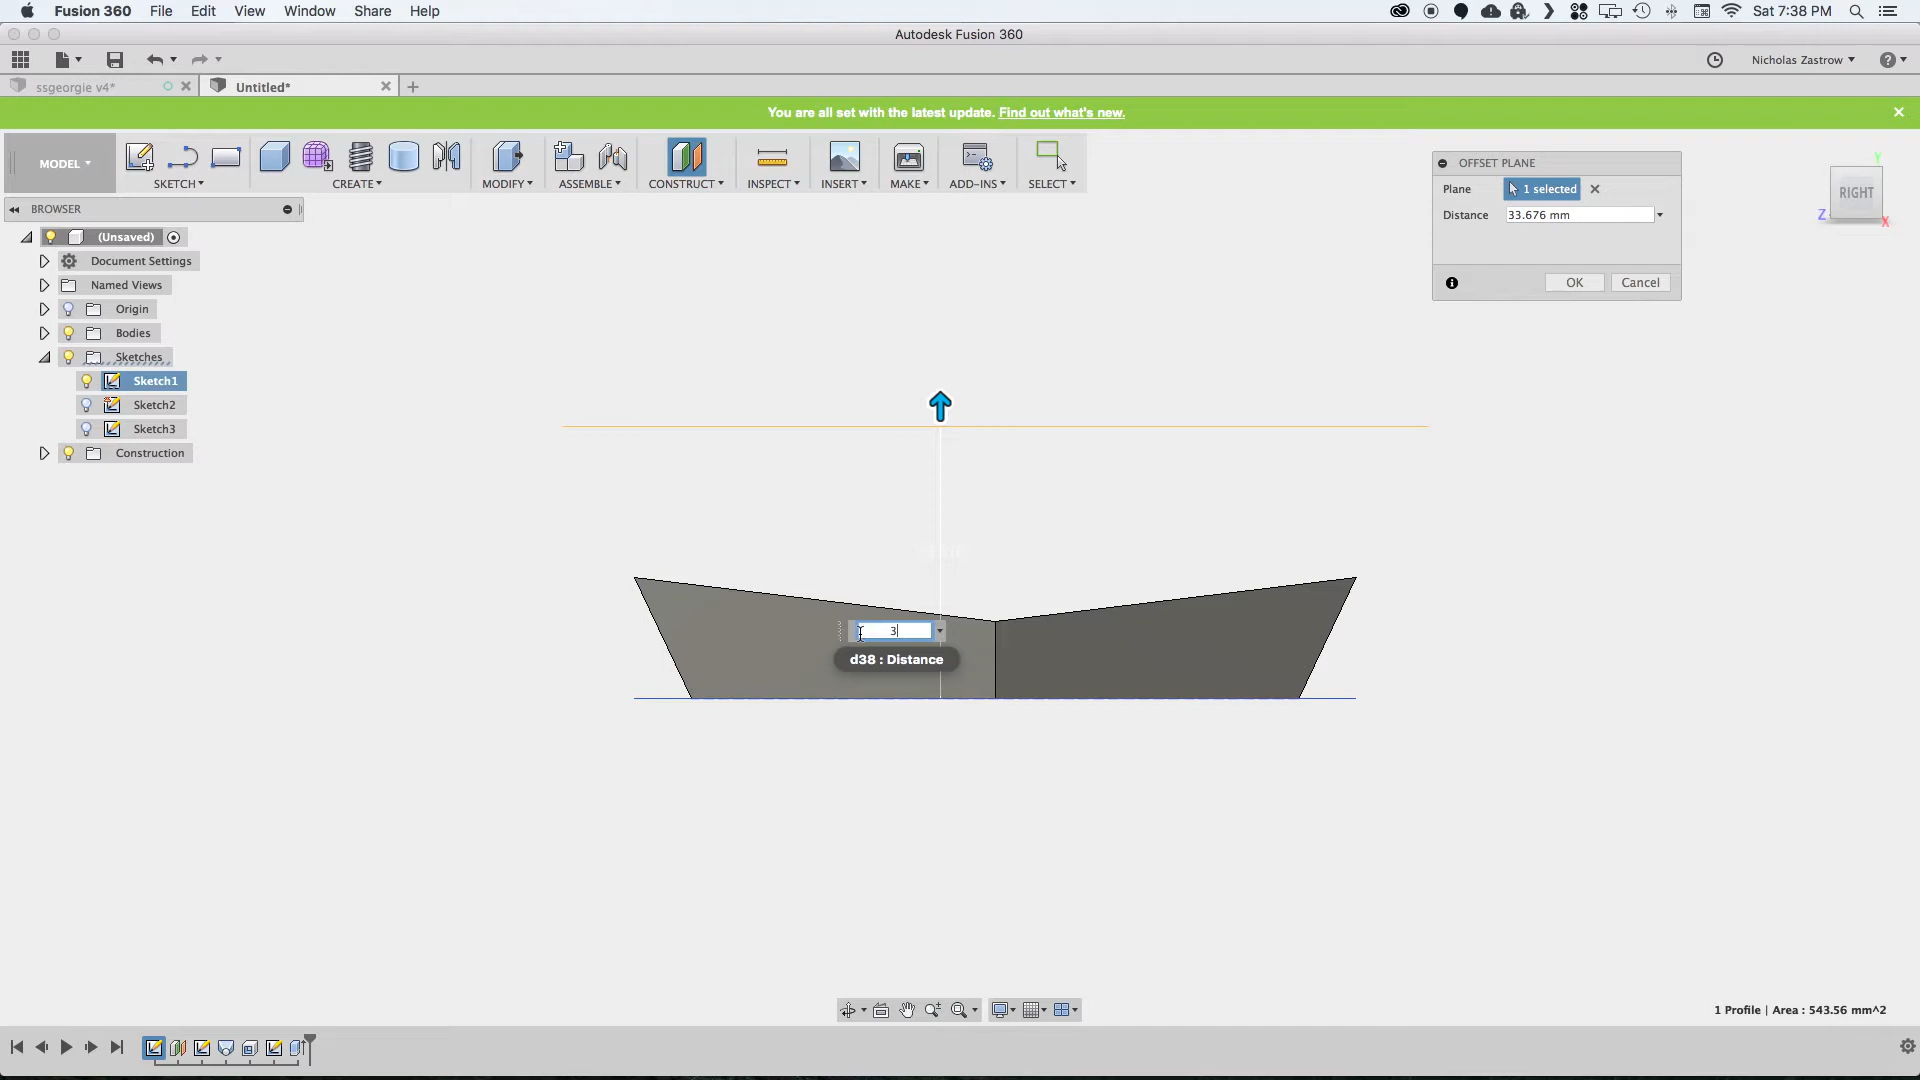 Fusion 360 File Edit View Window Share Help Sat 7:38 PM
Autodesk Fusion 360
Nicholas Zastrow
ssgeorgie v4* Untitled*
You are all set with the latest update. Find out what's new.
MODEL
SKETCH CREATE MODIFY ASSEMBLE CONSTRUCT INSPECT INSERT MAKE ADD-INS SELECT
BROWSER
(Unsaved)
Document Settings
Named Views
Origin
Bodies
Sketches
Sketch1
Sketch2
Sketch3
Construction
OFFSET PLANE
Plane 1 selected
Distance 33.676 mm
OK Cancel
Y
RIGHT
Z
X
3
d38 : Distance
1 Profile | Area : 543.56 mm^2